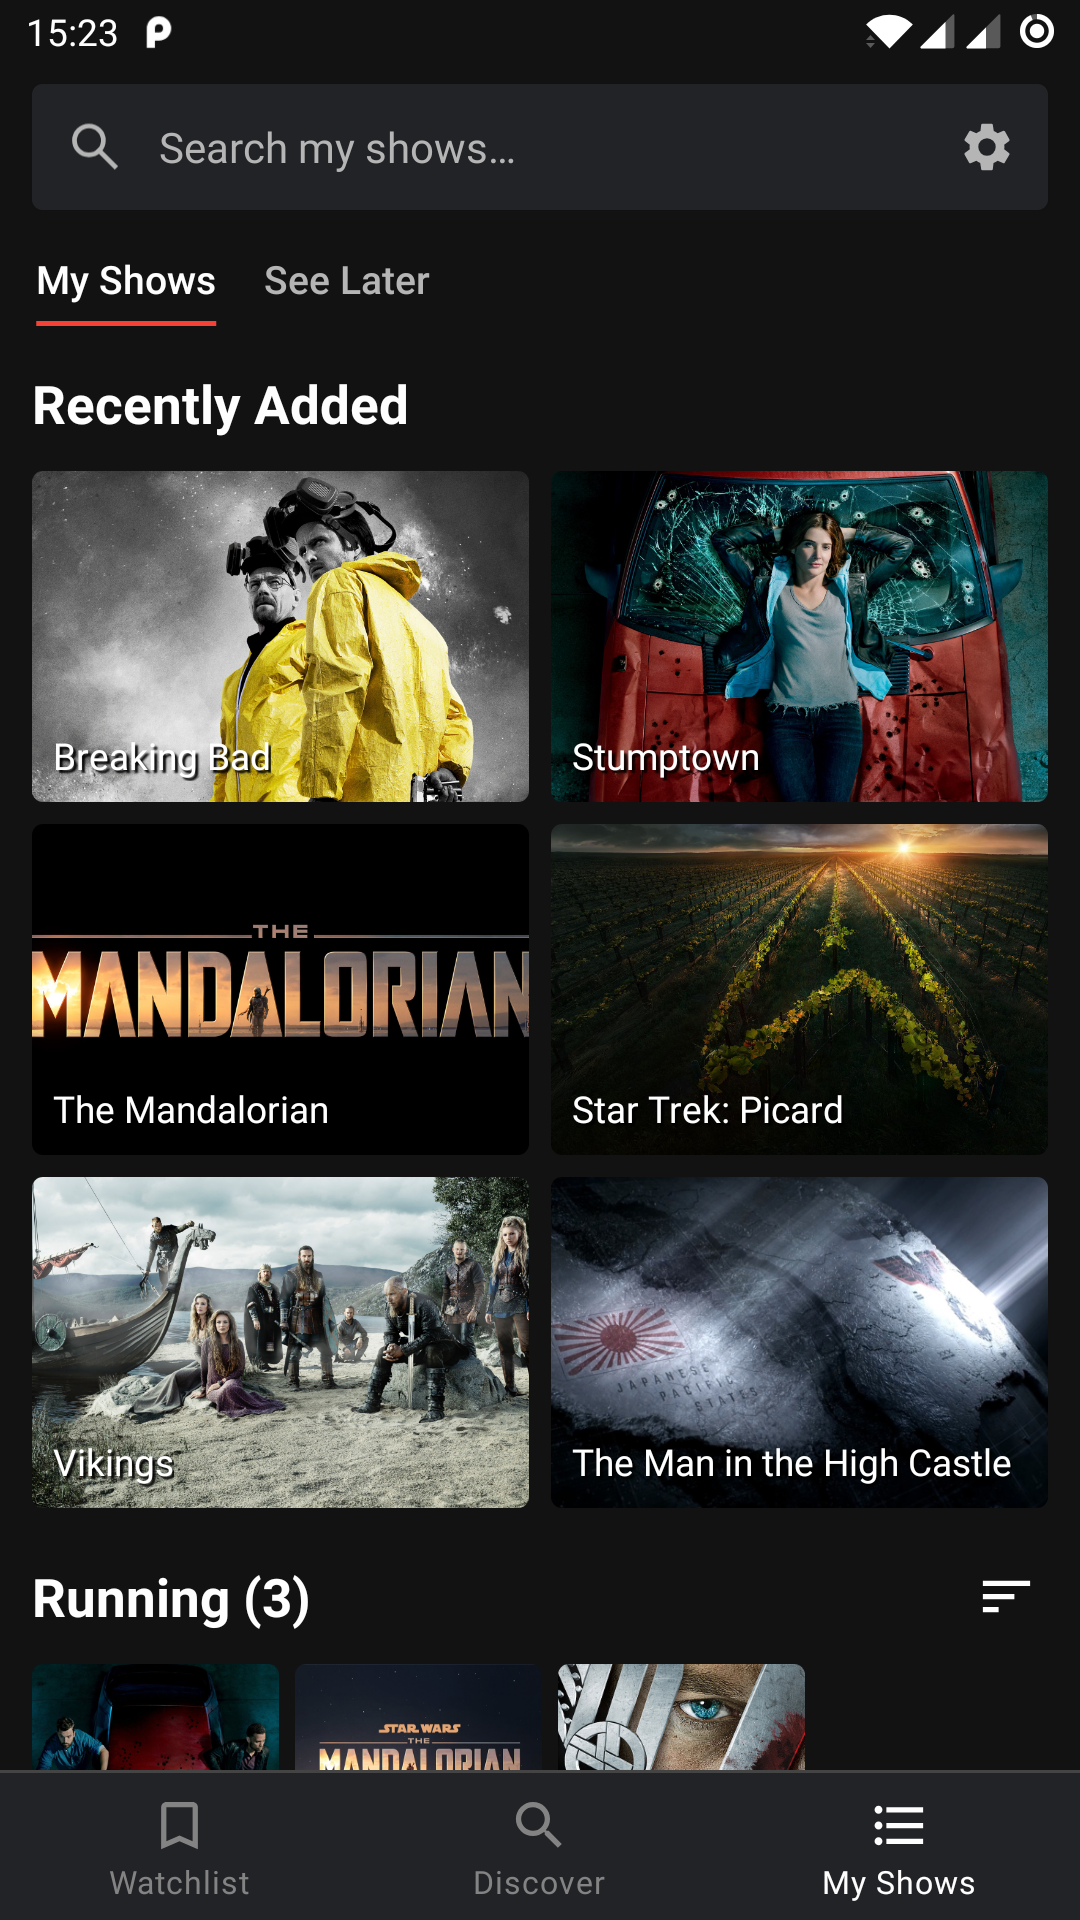 15:23
Search my shows...
My Shows See Later
Recently Added
Breaking Bad
Stumptown
THE
MANDALORIAN
The Mandalorian
Star Trek: Picard
Vikings
JAPANESE
PACIFIC
STATES
The Man in the High Castle
Running (3)
STAR WARS
THE
MANDALORIAN
Watchlist Discover My Shows